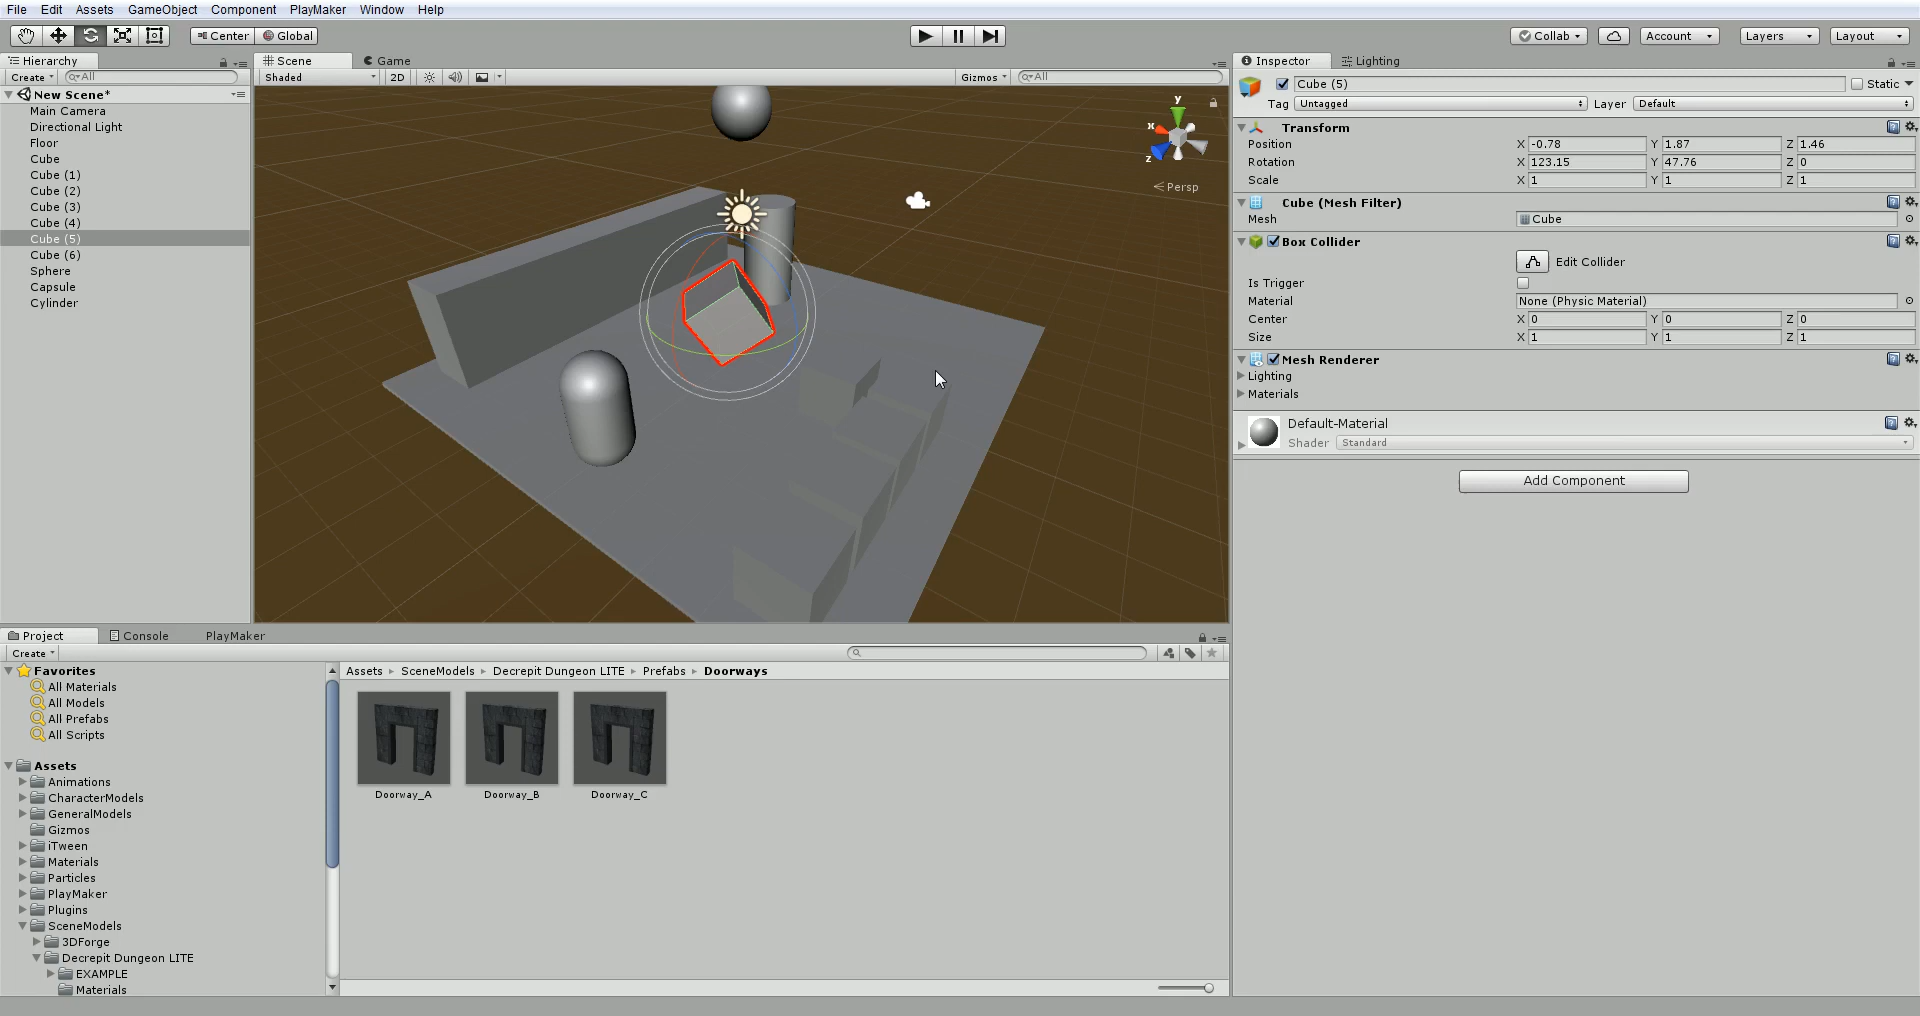 File Edit Assets GameObject Component PlayMaker Window Help
Center Global Collab Account Layers Layout
Hierarchy
Create All
New Scene*
Main Camera
Directional Light
Floor
Cube
Cube (1)
Cube (2)
Cube (3)
Cube (4)
Cube (5)
Cube (6)
Sphere
Capsule
Cylinder
Scene Game
Shaded 2D Gizmos All
y
x
z
Persp
Inspector Lighting
Cube (5) Static
Tag Untagged Layer Default
Transform
Position X -0.78 Y 1.87 Z 1.46
Rotation X 123.15 Y 47.76 Z 0
Scale X 1 Y 1 Z 1
Cube (Mesh Filter)
Mesh Cube
Box Collider
Edit Collider
Is Trigger
Material None (Physic Material)
Center X 0 Y 0 Z 0
Size X 1 Y 1 Z 1
Mesh Renderer
Lighting
Materials
Default-Material
Shader Standard
Add Component
Project Console PlayMaker
Create
Favorites
All Materials
All Models
All Prefabs
All Scripts
Assets
Animations
CharacterModels
GeneralModels
Gizmos
iTween
Materials
Particles
PlayMaker
Plugins
SceneModels
3DForge
Decrepit Dungeon LITE
EXAMPLE
Materials
Assets SceneModels Decrepit Dungeon LITE Prefabs Doorways
Doorway_A Doorway_B Doorway_C